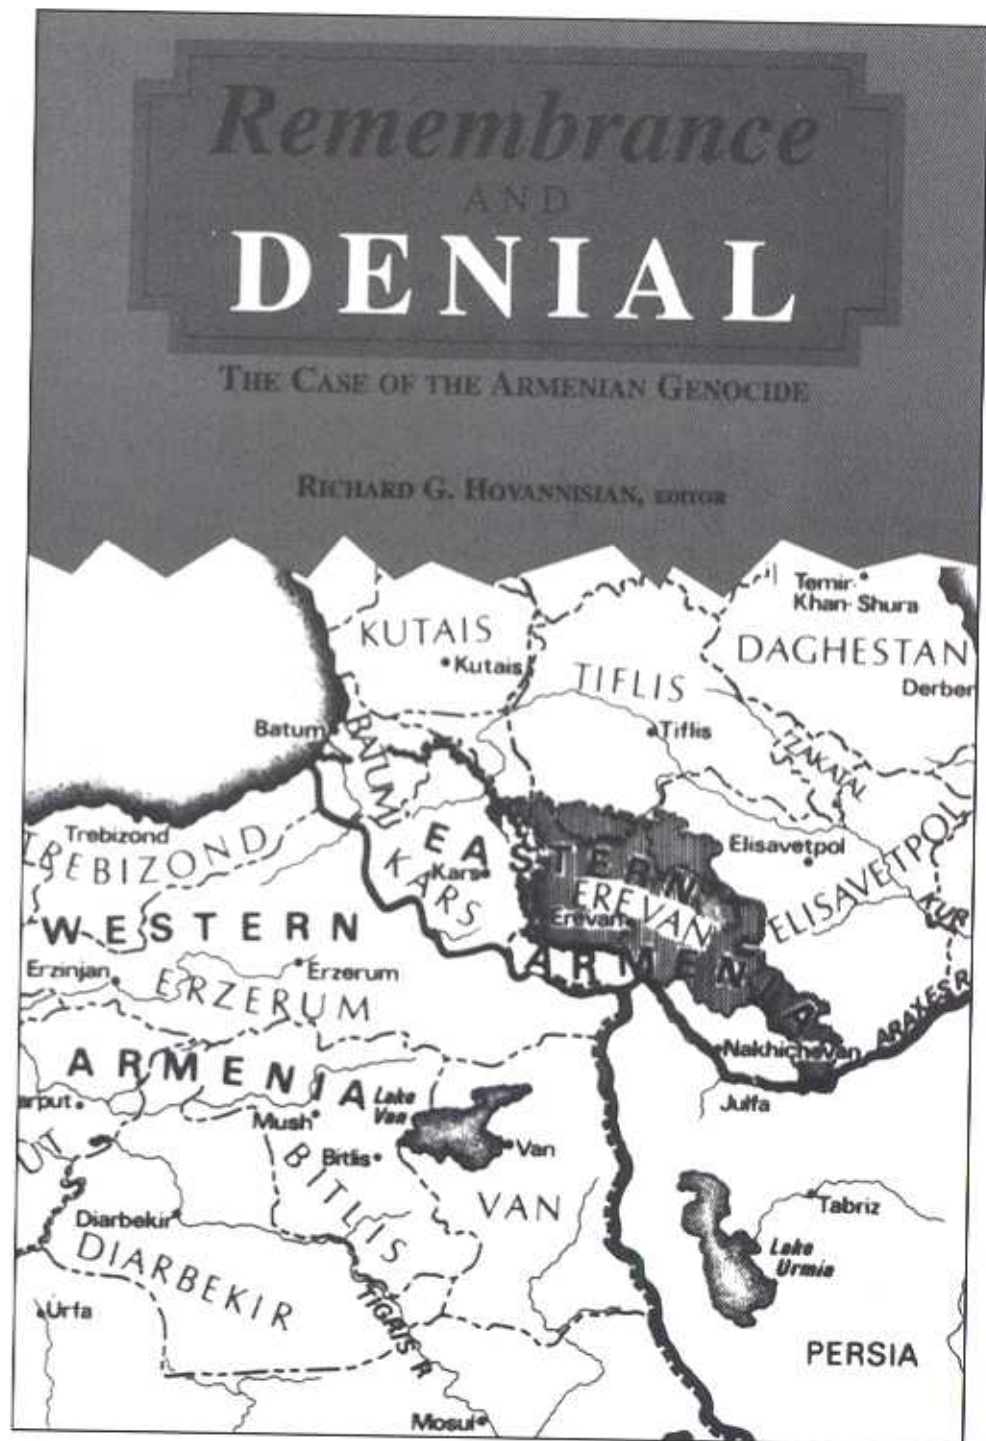 Remembrance
AND
DENIAL
THE CASE OF THE ARMENIAN GENOCIDE
RICHARD G. HOVANNISIAN, EDITOR
Temir-
Khan-Shura
KUTAIS
Kutais
DAGHESTAN
TIFLIS
Derben
Batum
BATUM
Tiflis
ZAKATAL
Trebizond
TREBIZOND
EASTERN
Elisavetpol
ELISAVETPOL
KARS
Kars
EREVAN
Erevan
KUR
WESTERN
ARMENIA
Erzinjan
Erzerum
ERZERUM
ARAXES R
Nakhichevan
ARMENIA
Julfa
arput
Lake
Van
Mush
Van
Bitlis
BITLIS
VAN
Tabriz
Diarbekir
DIARBEKIR
Lake
Urmia
Urfa
TIGRIS R
PERSIA
Mosul